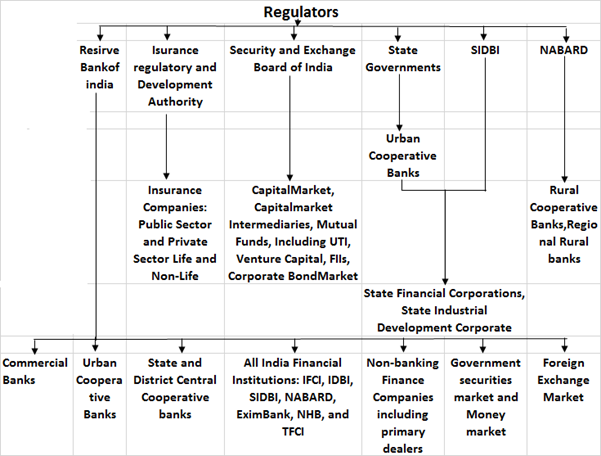 Regulators
Resirve
Bankof
india
Isurance
regulatory and
Development
Authority
Security and Exchange
Board of India
State
Governments
SIDBI
NABARD
Urban
Cooperative
Banks
Insurance
Companies:
Public Sector
and Private
Sector Life and
Non-Life
CapitalMarket,
Capitalmarket
Intermediaries, Mutual
Funds, Including UTI,
Venture Capital, FIIs,
Corporate BondMarket
Rural
Cooperative
Banks,Regio
nal Rural
banks
State Financial Corporations,
State Industrial
Development Corporate
Commercial
Banks
Urban
Coopera
tive
Banks
State and
District Central
Cooperative
banks
All India Financial
Institutions: IFCI, IDBI,
SIDBI, NABARD,
EximBank, NHB, and
TFCI
Non-banking
Finance
Companies
including
primary
dealers
Government
securities
market and
Money
market
Foreign
Exchange
Market